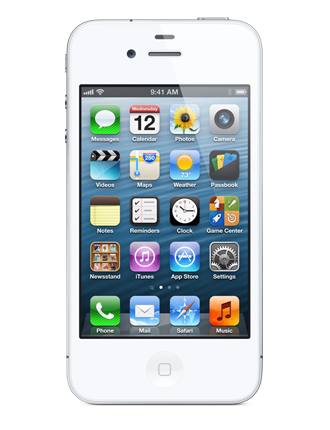 9:41 AM
Wednesday
12
280
73°
Messages Calendar Photos Camera
Videos Maps Weather Passbook
Notes Reminders Clock Game Center
Newsstand iTunes App Store Settings
Phone Mail Safari Music